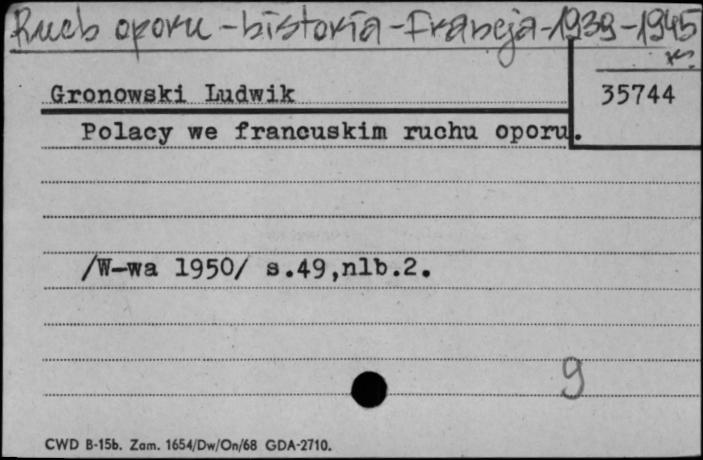 Ruch oporu - historia - Francja - 1939-1945
Gronowski Ludwik
35744
Polacy we francuskim ruchu oporu.
/W-wa 1950/ s.49,nlb.2.
9
CWD B-15b. Zam. 1654/Dw/On/68 GDA-2710.